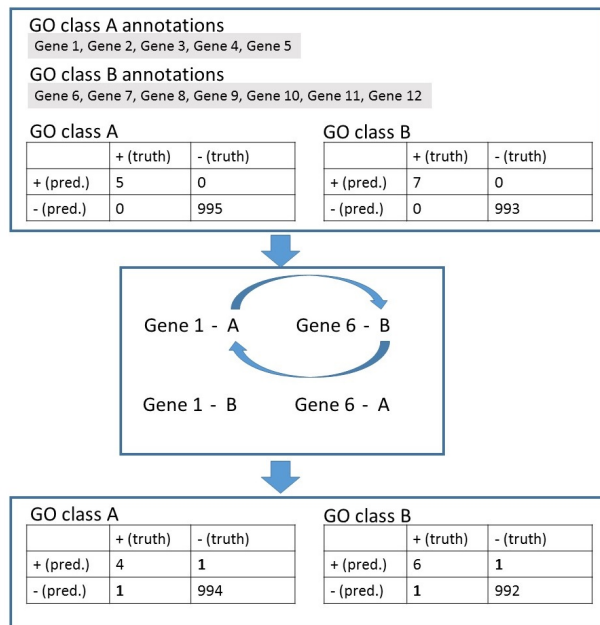 GO class A annotations
Gene 1, Gene 2, Gene 3, Gene 4, Gene 5
GO class B annotations
Gene 6, Gene 7, Gene 8, Gene 9, Gene 10, Gene 11, Gene 12
GO class A
+ (truth) - (truth)
+ (pred.) 5 0
- (pred.) 0 995
GO class B
+ (truth) - (truth)
+ (pred.) 7 0
- (pred.) 0 993
Gene 1 - A Gene 6 - B
Gene 1 - B Gene 6 - A
GO class A
+ (truth) - (truth)
+ (pred.) 4 1
- (pred.) 1 994
GO class B
+ (truth) - (truth)
+ (pred.) 6 1
- (pred.) 1 992